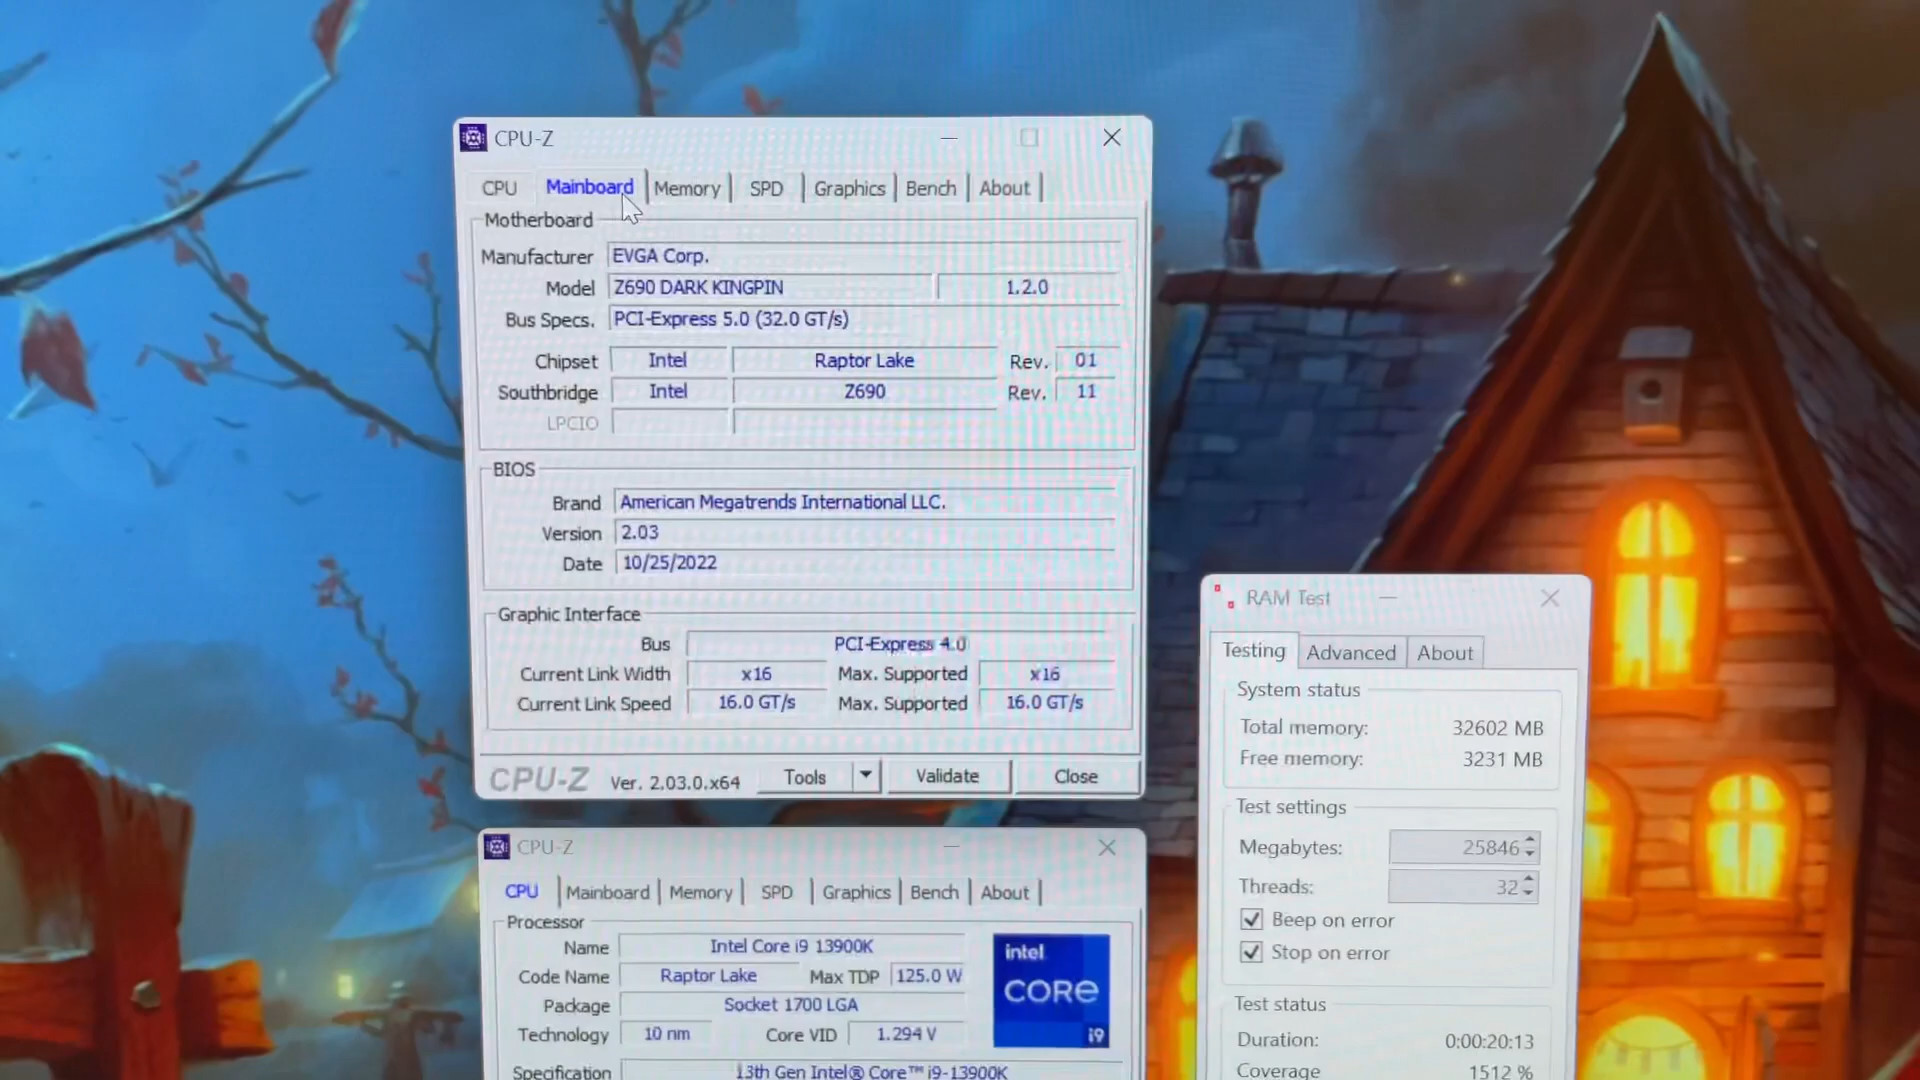 CPU-Z
CPU Mainboard Memory SPD Graphics Bench About
Motherboard
Manufacturer EVGA Corp.
Model Z690 DARK KINGPIN 1.2.0
Bus Specs. PCI-Express 5.0 (32.0 GT/s)
Chipset Intel Raptor Lake Rev. 01
Southbridge Intel Z690 Rev. 11
LPCIO
BIOS
Brand American Megatrends International LLC.
Version 2.03
Date 10/25/2022
Graphic Interface
Bus PCI-Express 4.0
Current Link Width x16 Max. Supported x16
Current Link Speed 16.0 GT/s Max. Supported 16.0 GT/s
CPU-Z Ver. 2.03.0.x64 Tools Validate Close
CPU-Z
CPU Mainboard Memory SPD Graphics Bench About
Processor
Name Intel Core i9 13900K
Code Name Raptor Lake Max TDP 125.0 W
Package Socket 1700 LGA
Technology 10 nm Core VID 1.294 V
Specification 13th Gen Intel® Core™ i9-13900K
intel
CORE
i9
RAM Test
Testing Advanced About
System status
Total memory: 32602 MB
Free memory: 3231 MB
Test settings
Megabytes: 25846
Threads: 32
Beep on error
Stop on error
Test status
Duration: 0:00:20:13
Coverage 1512 %